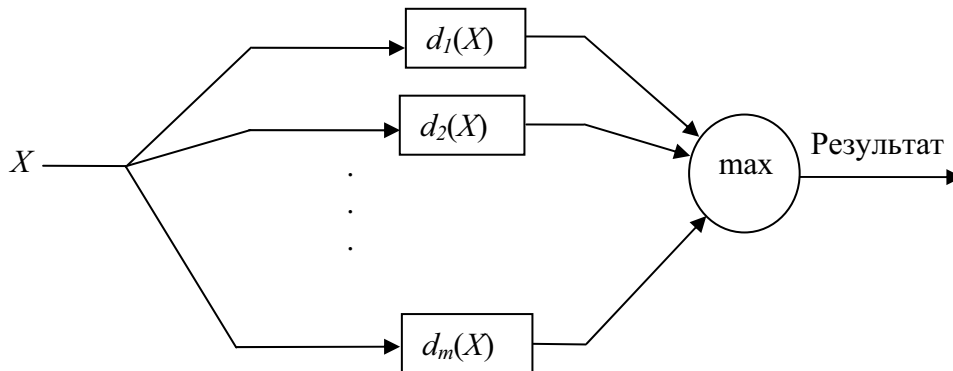 d₁(X)
d₂(X)
X
max
Результат
.
.
.
dₘ(X)